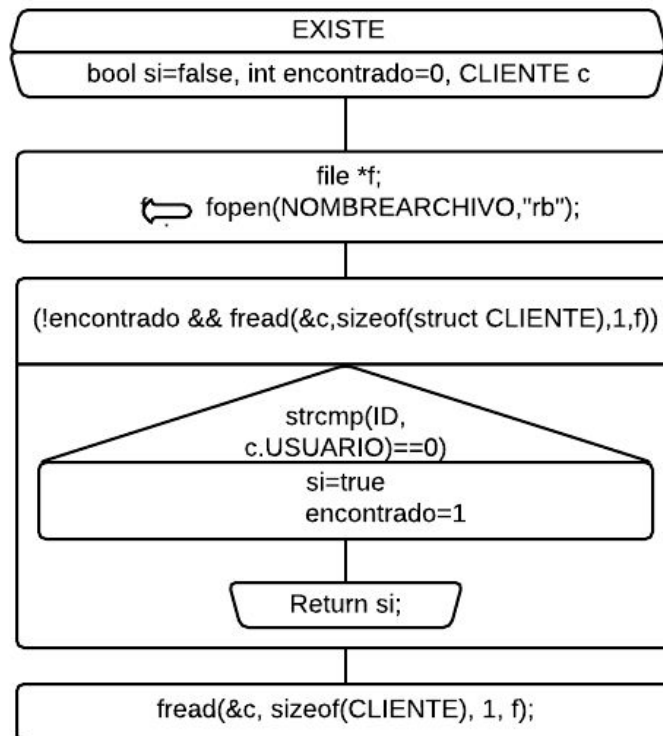 EXISTE
bool si=false, int encontrado=0, CLIENTE c
file *f;
fopen(NOMBREARCHIVO,"rb");
(!encontrado && fread(&c,sizeof(struct CLIENTE),1,f))
strcmp(ID,
c.USUARIO)==0)
si=true
encontrado=1
Return si;
fread(&c, sizeof(CLIENTE), 1, f);